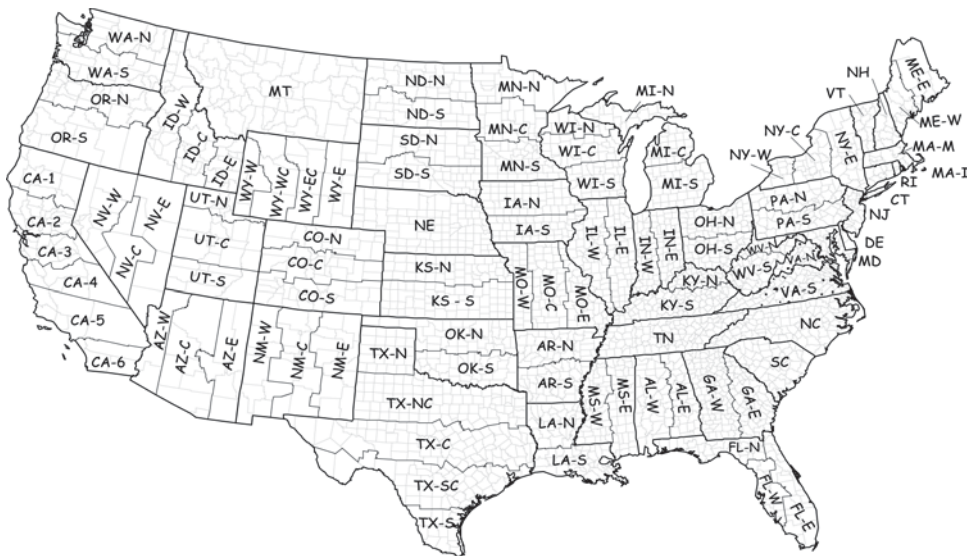 WA-N
WA-S
OR-N
OR-S
ID-W
ID-C
ID-E
MT
ND-N
ND-S
SD-N
SD-S
WY-W
WY-WC
WY-EC
WY-E
NE
CA-1
CA-2
CA-3
CA-4
CA-5
CA-6
NV-W
NV-C
NV-E
UT-N
UT-C
UT-S
CO-N
CO-C
CO-S
KS-N
KS - S
AZ-W
AZ-C
AZ-E
NM-W
NM-C
NM-E
OK-N
OK-S
TX-N
TX-NC
TX-C
TX-SC
TX-S
MN-N
MN-C
MN-S
IA-N
IA-S
MO-W
MO-C
MO-E
AR-N
AR-S
LA-N
LA-S
WI-N
WI-C
WI-S
MI-N
MI-C
MI-S
IL-W
IL-E
IN-W
IN-E
OH-N
OH-S
KY-N
KY-S
TN
MS-W
MS-E
AL-W
AL-E
GA-W
GA-E
FL-N
FL-W
FL-E
SC
NC
VA-N
VA-S
WV-N
WV-S
PA-N
PA-S
NY-W
NY-C
NY-E
VT
NH
ME-E
ME-W
MA-M
MA-I
RI
CT
NJ
DE
MD